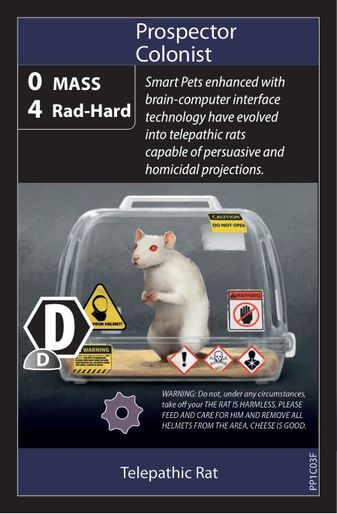 Prospector
Colonist
0 MASS
4 Rad-Hard
Smart Pets enhanced with
brain-computer interface
technology have evolved
into telepathic rats
capable of persuasive and
homicidal projections.
CAUTION
DO NOT OPEN
WARNING
YOUR HELMET!
D
D
WARNING
WARNING: Do not, under any circumstances,
take off your THE RAT IS HARMLESS, PLEASE
FEED AND CARE FOR HIM AND REMOVE ALL
HELMETS FROM THE AREA, CHEESE IS GOOD.
Telepathic Rat
PP1C03F